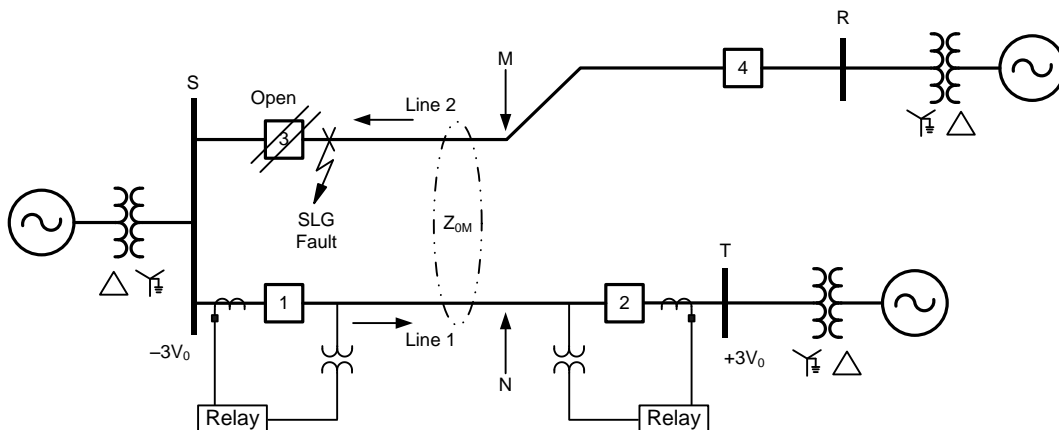 R
M
4
S
Open
Line 2
3
SLG
Fault
Z0M
T
1
2
Line 1
–3V0
N
+3V0
Relay
Relay